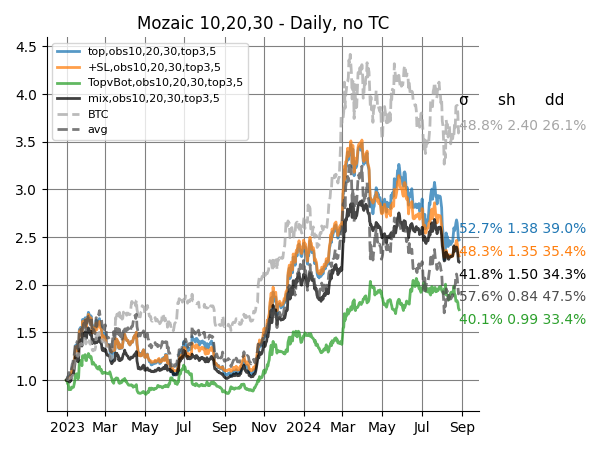 Mozaic 10,20,30 - Daily, no TC
4.5
4.0
3.5
3.0
2.5
2.0
1.5
1.0
top,obs10,20,30,top3,5
+SL,obs10,20,30,top3,5
TopvBot,obs10,20,30,top3,5
mix,obs10,20,30,top3,5
BTC
avg
σ sh dd
48.8% 2.40 26.1%
52.7% 1.38 39.0%
48.3% 1.35 35.4%
41.8% 1.50 34.3%
57.6% 0.84 47.5%
40.1% 0.99 33.4%
2023 Mar May Jul Sep Nov 2024 Mar May Jul Sep